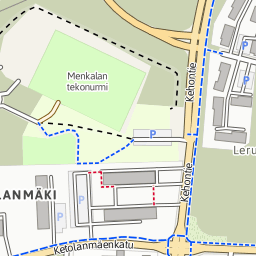 P
Menkalan
tekonurmi
Kehontie
P
Leru
P
LANMÄKI
P
Kehontie
Ketolanmäenkatu
P